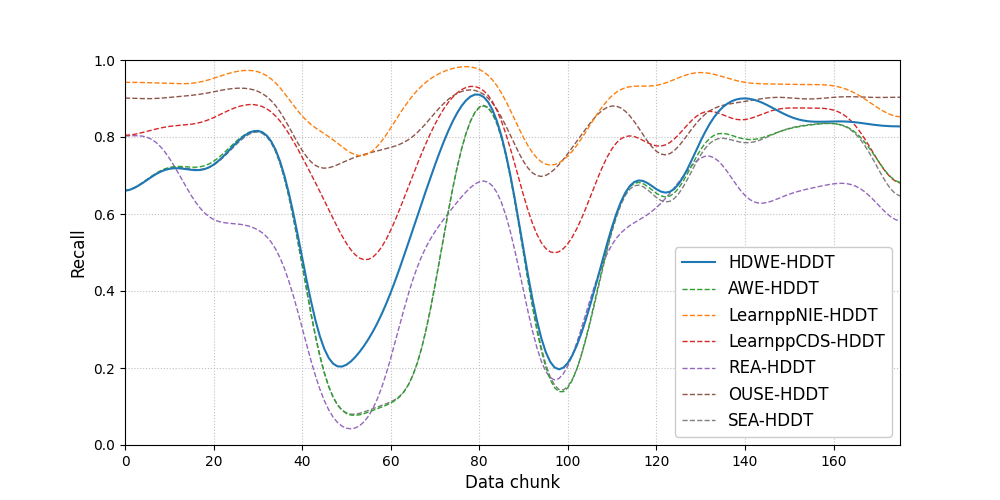 1.0
0.8
0.6
0.4
0.2
0.0
Recall
0 20 40 60 80 100 120 140 160
Data chunk
HDWE-HDDT
AWE-HDDT
LearnppNIE-HDDT
LearnppCDS-HDDT
REA-HDDT
OUSE-HDDT
SEA-HDDT